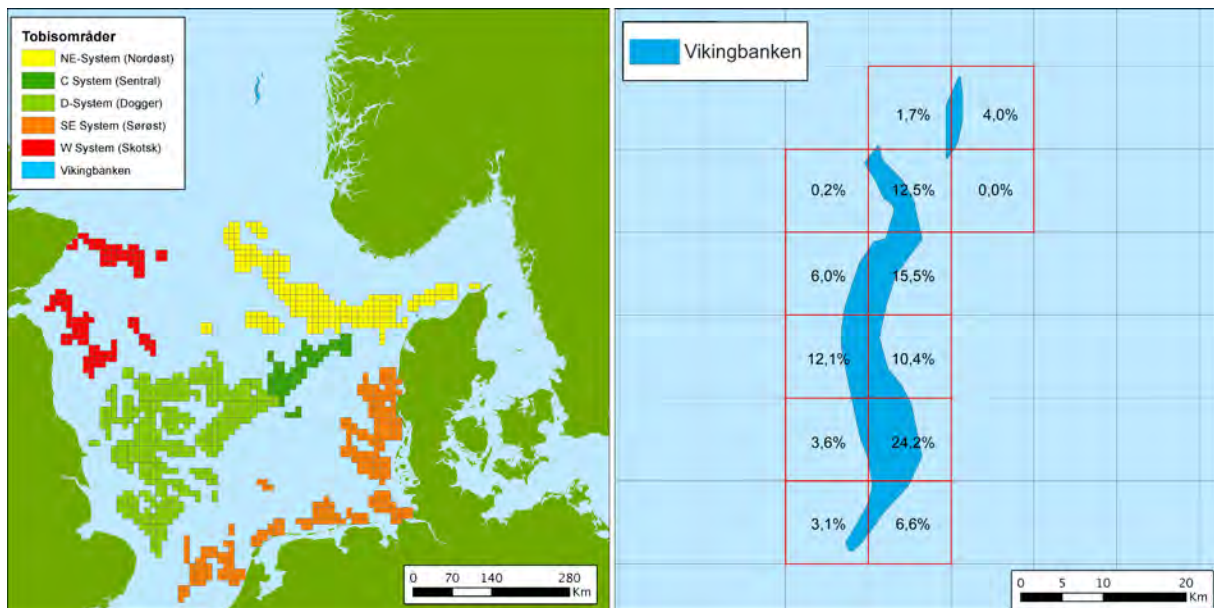 Tobisområder
NE-System (Nordøst)
C System (Sentral)
D-System (Dogger)
SE System (Sørøst)
W System (Skotsk)
Vikingbanken
0 70 140 280
Km
Vikingbanken
1,7% 4,0%
0,2% 12,5% 0,0%
6,0% 15,5%
12,1% 10,4%
3,6% 24,2%
3,1% 6,6%
0 5 10 20
Km